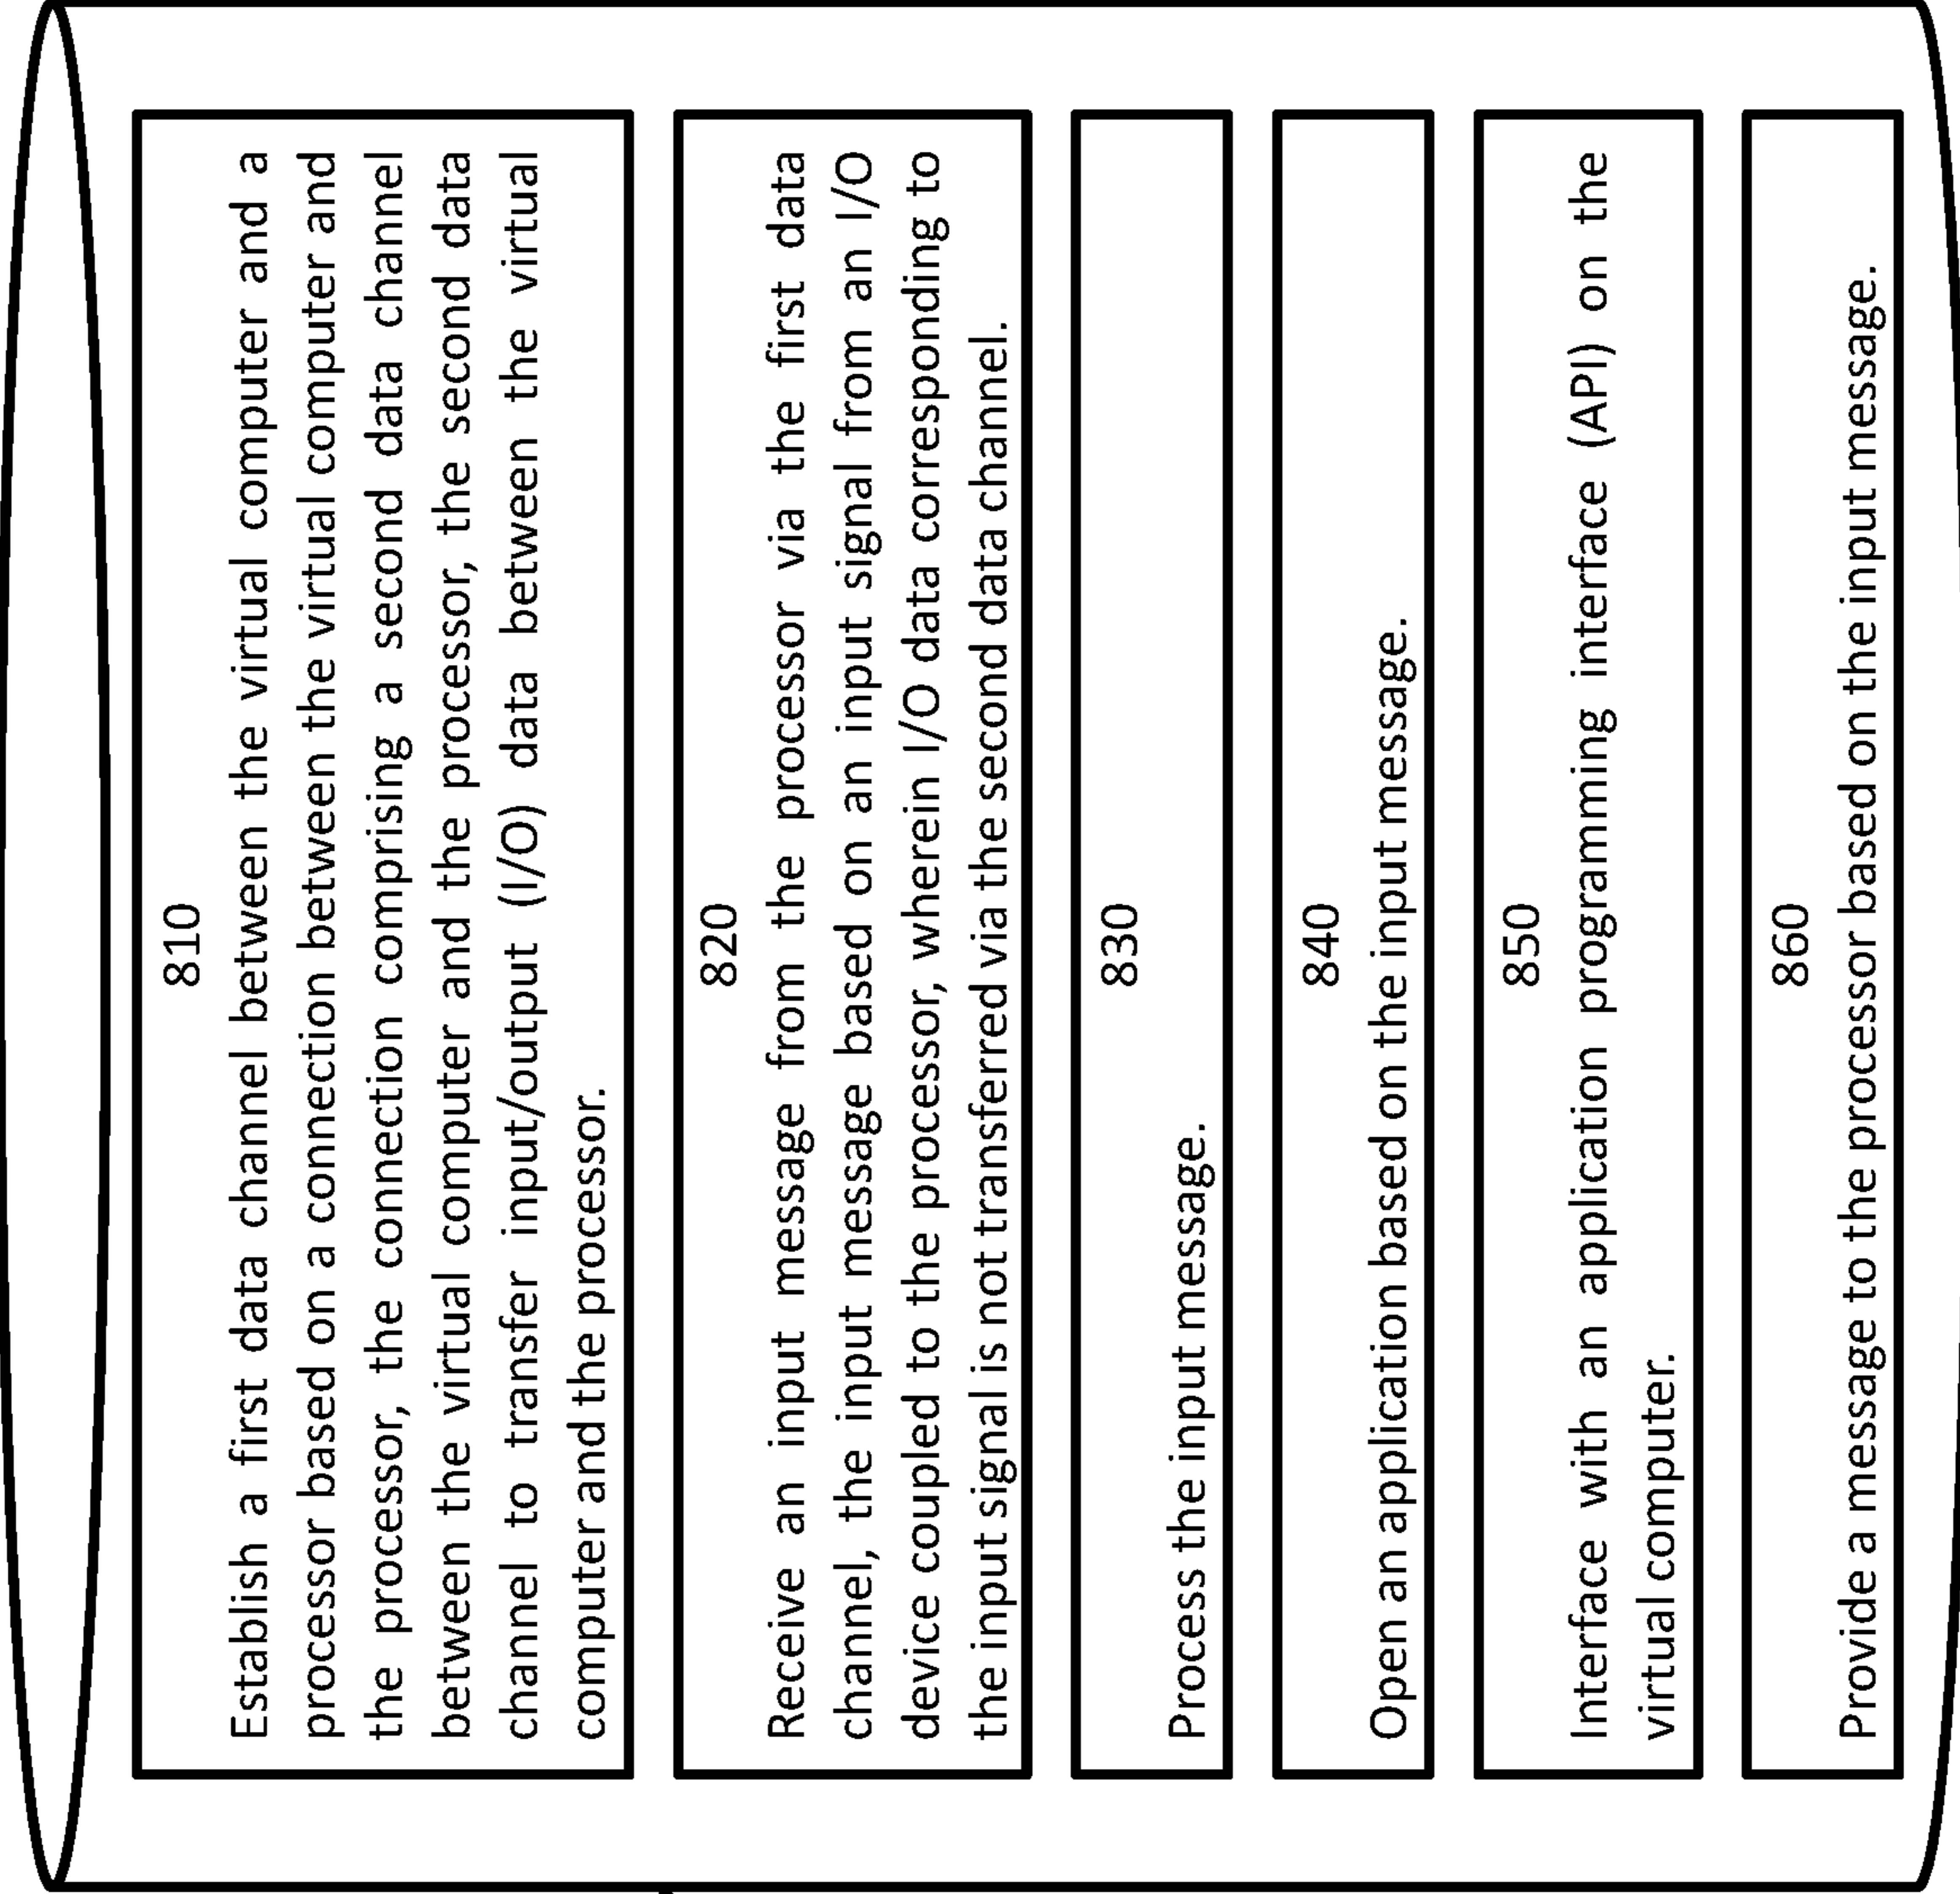 810
Establish a first data channel between the virtual computer and a
processor based on a connection between the virtual computer and
the processor, the connection comprising a second data channel
between the virtual computer and the processor, the second data
channel to transfer input/output (I/O) data between the virtual
computer and the processor.
820
Receive an input message from the processor via the first data
channel, the input message based on an input signal from an I/O
device coupled to the processor, wherein I/O data corresponding to
the input signal is not transferred via the second data channel.
830
Process the input message.
840
Open an application based on the input message.
850
Interface with an application programming interface (API) on the
virtual computer.
860
Provide a message to the processor based on the input message.